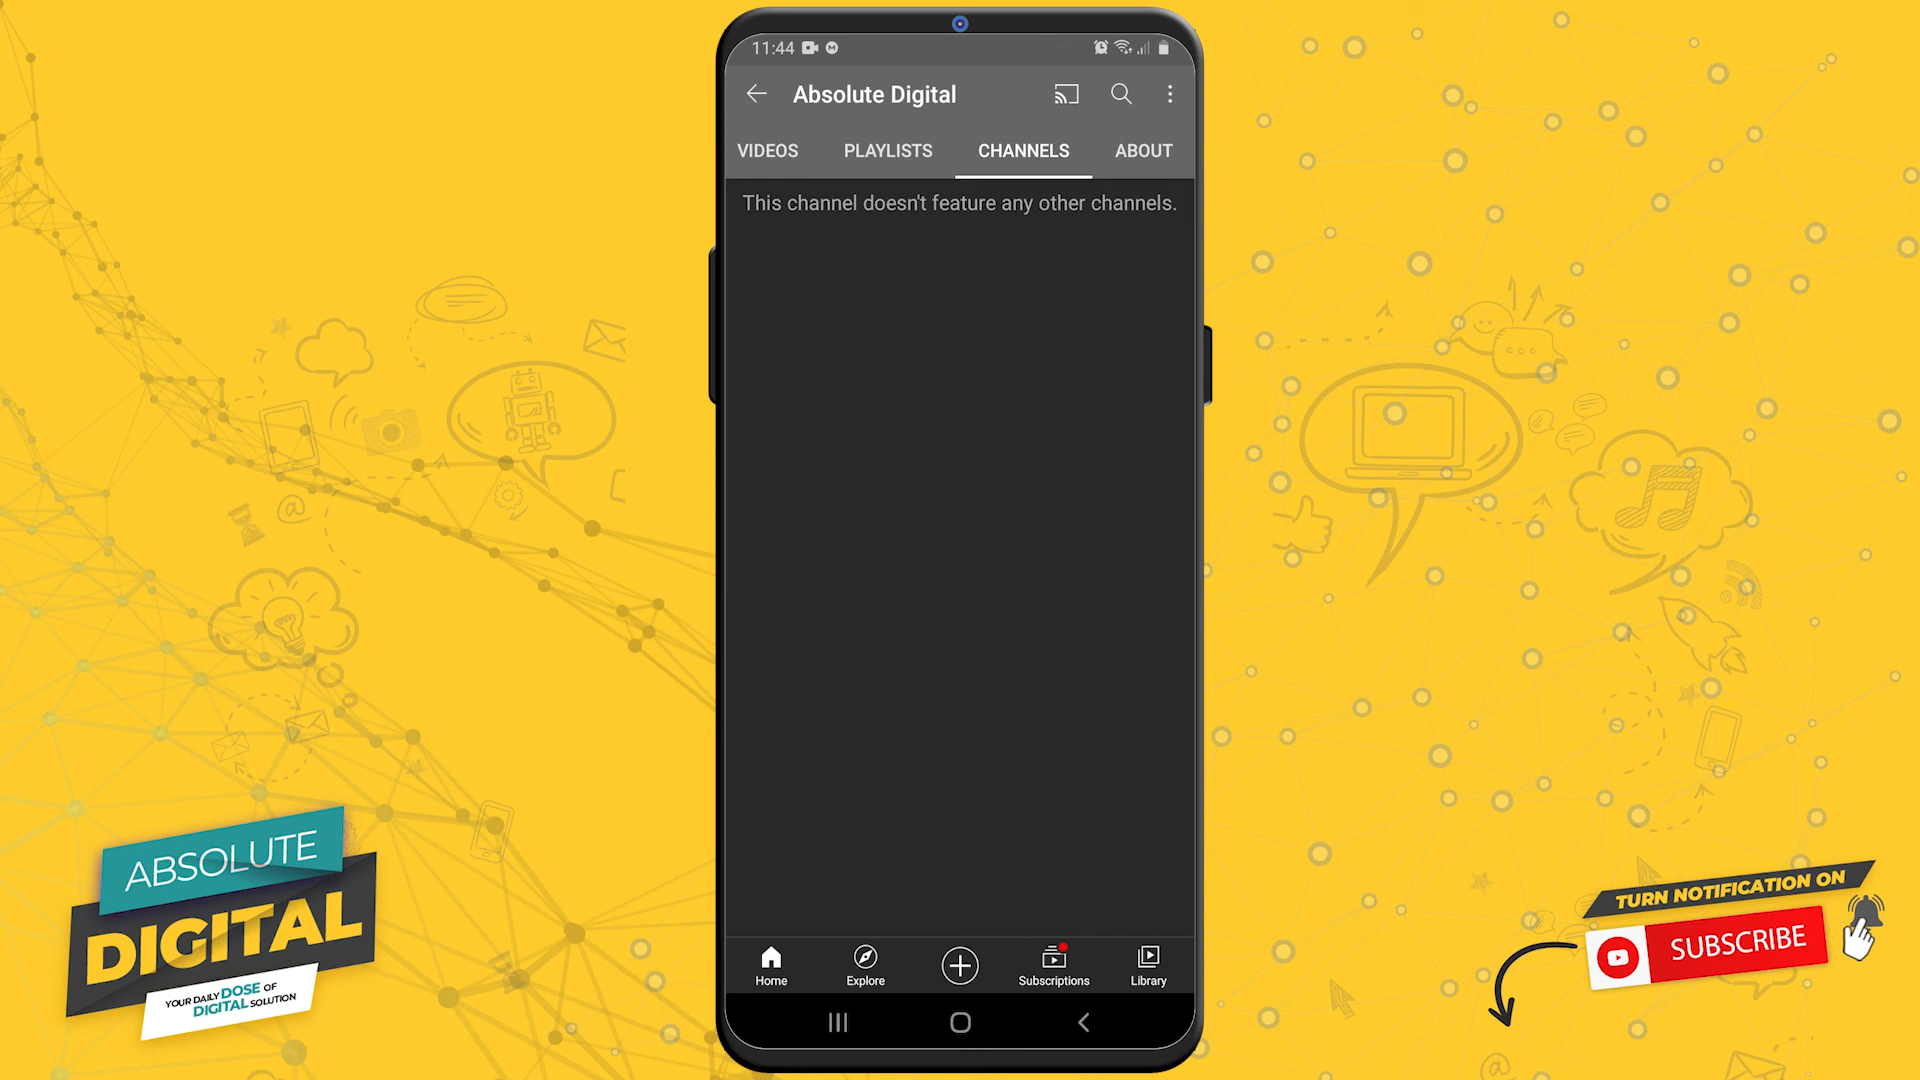 11:44
Absolute Digital
VIDEOS PLAYLISTS CHANNELS ABOUT
This channel doesn't feature any other channels.
Home Explore Subscriptions Library
ABSOLUTE
DIGITAL
YOUR DAILY DOSE OF
DIGITAL SOLUTION
TURN NOTIFICATION ON
SUBSCRIBE